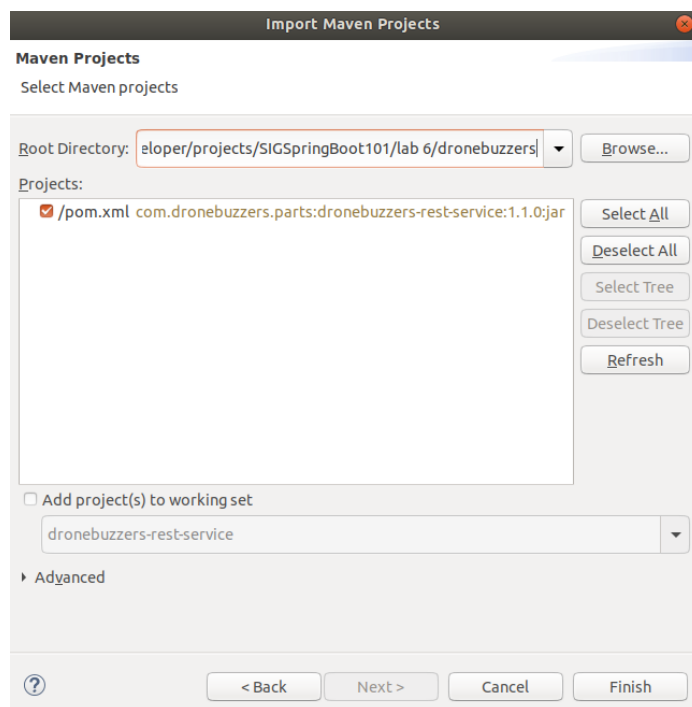 Import Maven Projects
Maven Projects
Select Maven projects
Root Directory: eloper/projects/SIGSpringBoot101/lab 6/dronebuzzers Browse...
Projects:
/pom.xml com.dronebuzzers.parts:dronebuzzers-rest-service:1.1.0:jar
Select All
Deselect All
Select Tree
Deselect Tree
Refresh
Add project(s) to working set
dronebuzzers-rest-service
Advanced
? < Back Next > Cancel Finish